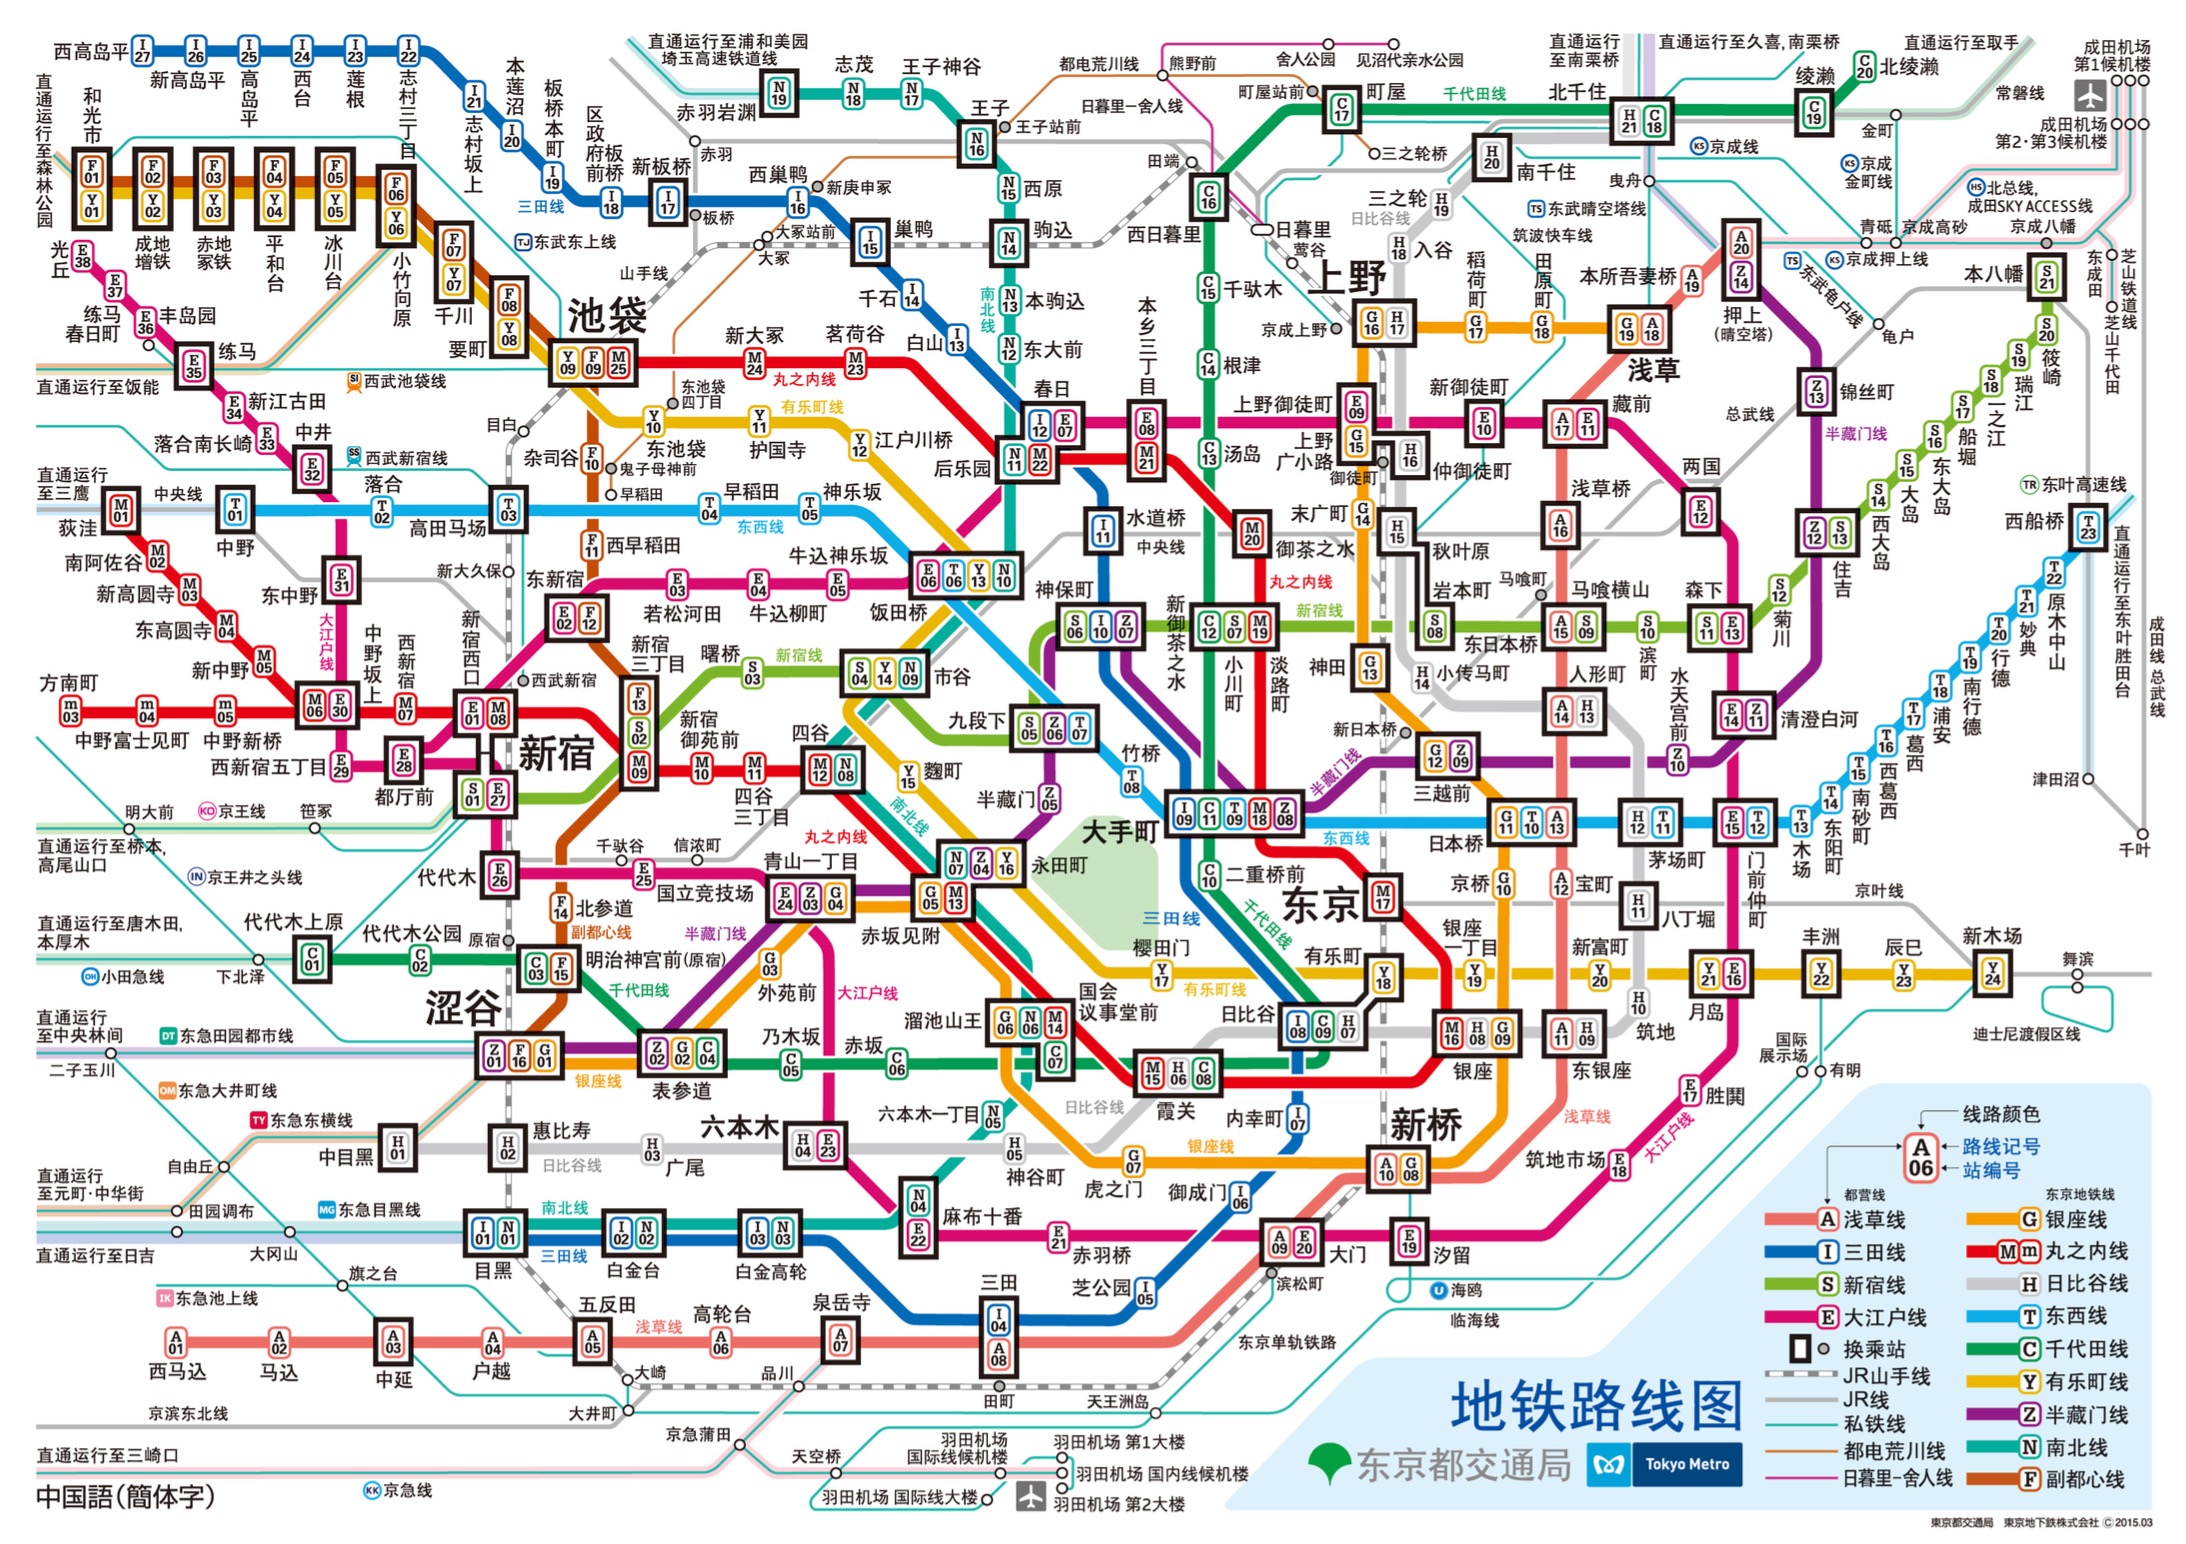 西高岛平
I 27
I 26
I 25
I 24
I 23
I 22
新高岛平
高岛平
西台
莲根
志村三丁目
I 21
志村坂上
I 20
本莲沼
I 19
板桥本町
I 18
区政府前板桥
I 17
新板桥
三田线
I 16
西巢鸭
新庚申冢
I 15
巢鸭
大冢站前
大冢
板桥
赤羽
直通运行至浦和美园
埼玉高速铁道线
N 19
赤羽岩渊
N 18
志茂
N 17
王子神谷
N 16
王子
王子站前
N 15
西原
N 14
驹込
N 13
本驹込
N 12
东大前
南北线
都电荒川线
熊野前
舍人公园
见沼代亲水公园
日暮里-舍人线
町屋站前
C 17
町屋
千代田线
三之轮桥
田端
C 16
西日暮里
日暮里
莺谷
直通运行
至南栗桥
直通运行至久喜,南栗桥
北千住
H 21
C 18
绫濑
C 19
C 20
北绫濑
直通运行至取手
常磐线
金町
成田机场
第1候机楼
成田机场
第2·第3候机楼
京成线
京成
金町线
北总线,
成田SKY ACCESS线
H 20
南千住
三之轮
H 19
日比谷线
H 18
入谷
曳舟
东武晴空塔线
筑波快车线
青砥
京成高砂
京成八幡
京成押上线
东武龟户线
龟户
东成田
芝山铁道线
芝山千代田
直通运行至森林公园
和光市
F 01
Y 01
F 02
Y 02
地铁成增
F 03
Y 03
地铁赤冢
F 04
Y 04
平和台
F 05
Y 05
冰川台
F 06
Y 06
小竹向原
F 07
Y 07
千川
F 08
Y 08
要町
东武东上线
山手线
池袋
Y 09
F 09
M 25
光丘
E 38
E 37
练马春日町
E 36
丰岛园
E 35
练马
E 34
新江古田
E 33
落合南长崎
E 32
中井
直通运行至饭能
西武池袋线
西武新宿线
新大冢
M 24
茗荷谷
M 23
丸之内线
千石
I 14
白山
I 13
春日
I 12
E 07
后乐园
N 11
M 22
本乡三丁目
E 08
M 21
C 15
千驮木
C 14
根津
C 13
汤岛
上野
G 16
H 17
京成上野
稻荷町
G 17
田原町
G 18
浅草
G 19
A 18
本所吾妻桥
A 19
A 20
Z 14
押上
(晴空塔)
本八幡
S 21
S 20
筱崎
S 19
瑞江
S 18
一之江
S 17
船堀
S 16
东大岛
S 15
大岛
S 14
西大岛
Z 13
锦丝町
总武线
半藏门线
上野御徒町
E 09
G 15
上野
广小路
御徒町
H 16
仲御徒町
新御徒町
E 10
A 17
E 11
藏前
两国
E 12
目白
杂司谷
F 10
东池袋
四丁目
Y 10
东池袋
Y 11
护国寺
有乐町线
Y 12
江户川桥
鬼子母神前
早稻田
直通运行
至三鹰
中央线
荻洼
M 01
中野
T 01
落合
T 02
高田马场
T 03
T 04
早稻田
T 05
神乐坂
东西线
F 11
西早稻田
新大久保
南阿佐谷
M 02
新高圆寺
M 03
东高圆寺
M 04
新中野
M 05
东中野
E 31
大江户线
中野坂上
M 06
E 30
西新宿
M 07
新宿西口
E 01
M 08
东新宿
E 02
F 12
若松河田
E 03
牛込柳町
E 04
牛込神乐坂
E 05
饭田桥
E 06
T 06
Y 13
N 10
水道桥
I 11
中央线
M 20
御茶之水
末广町
G 14
H 15
秋叶原
浅草桥
A 16
Z 12
S 13
住吉
西船桥
T 23
东叶高速线
直通运行至东叶胜田台
成田线 总武线
T 22
原木中山
T 21
妙典
T 20
行德
T 19
南行德
T 18
浦安
T 17
葛西
T 16
西葛西
T 15
南砂町
T 14
东阳町
T 13
木场
津田沼
千叶
神保町
S 06
I 10
Z 07
新御茶之水
C 12
S 07
M 19
小川町
淡路町
新宿线
丸之内线
岩本町
S 08
马喰町
马喰横山
A 15
S 09
东日本桥
S 10
滨町
森下
S 11
E 13
S 12
菊川
神田
G 13
H 14
小传马町
人形町
A 14
H 13
水天宫前
Z 10
E 14
Z 11
清澄白河
方南町
m 03
m 04
m 05
中野富士见町
中野新桥
西新宿五丁目
E 29
E 28
都厅前
西武新宿
新宿
S 01
E 27
新宿三丁目
F 13
S 02
M 09
曙桥
S 03
新宿线
市谷
S 04
Y 14
N 09
新宿御苑前
M 10
M 11
四谷三丁目
四谷
M 12
N 08
九段下
S 05
Z 06
T 07
竹桥
T 08
麹町
Y 15
半藏门
Z 05
新日本桥
G 12
Z 09
三越前
大手町
I 09
C 11
T 09
M 18
Z 08
东西线
日本桥
G 11
T 10
A 13
H 12
T 11
茅场町
E 15
T 12
门前仲町
明大前
京王线
笹冢
直通运行至桥本,
高尾山口
京王井之头线
代代木
E 26
千驮谷
信浓町
E 25
国立竞技场
青山一丁目
E 24
Z 03
G 04
丸之内线
南北线
永田町
N 07
Z 04
Y 16
赤坂见附
G 05
M 13
C 10
二重桥前
东京
M 17
京桥
G 10
A 12
宝町
H 11
八丁堀
京叶线
直通运行至唐木田,
本厚木
小田急线
下北泽
代代木上原
C 01
代代木公园
C 02
F 14
北参道
副都心线
原宿
C 03
F 15
明治神宫前(原宿)
千代田线
半藏门线
G 03
外苑前
大江户线
三田线
千代田线
樱田门
Y 17
有乐町线
有乐町
Y 18
银座一丁目
Y 19
新富町
Y 20
Y 21
E 16
月岛
丰洲
Y 22
辰巳
Y 23
新木场
Y 24
舞滨
迪士尼渡假区线
国际
展示场
有明
直通运行
至中央林间
东急田园都市线
二子玉川
涩谷
Z 01
F 16
G 01
银座线
Z 02
G 02
C 04
表参道
乃木坂
C 05
赤坂
C 06
溜池山王
G 06
N 06
M 14
C 07
国会
议事堂前
日比谷
I 08
C 09
H 07
M 15
H 06
C 08
霞关
M 16
H 08
G 09
银座
A 11
H 09
东银座
H 10
筑地
东急大井町线
东急东横线
中目黑
H 01
H 02
惠比寿
日比谷线
H 03
广尾
六本木
H 04
E 23
六本木一丁目
N 05
日比谷线
H 05
神谷町
内幸町
I 07
银座线
G 07
虎之门
新桥
A 10
G 08
浅草线
筑地市场
E 18
大江户线
E 17
胜鬨
自由丘
直通运行
至元町·中华街
田园调布
东急目黑线
直通运行至日吉
大冈山
目黑
I 01
N 01
南北线
三田线
I 02
N 02
白金台
I 03
N 03
白金高轮
N 04
E 22
麻布十番
E 21
赤羽桥
御成门
I 06
芝公园
I 05
A 09
E 20
大门
滨松町
E 19
汐留
海鸥
临海线
东京单轨铁路
旗之台
东急池上线
A 01
西马込
A 02
马込
A 03
中延
A 04
户越
五反田
A 05
浅草线
高轮台
A 06
泉岳寺
A 07
三田
I 04
A 08
田町
大崎
品川
天王洲岛
京滨东北线
大井町
直通运行至三崎口
京急蒲田
京急线
天空桥
羽田机场
国际线候机楼
羽田机场 国际线大楼
羽田机场 第1大楼
羽田机场 国内线候机楼
羽田机场 第2大楼
中国語(簡体字)
线路颜色
A 06
路线记号
站编号
都营线
A 浅草线
I 三田线
S 新宿线
E 大江户线
换乘站
JR山手线
JR线
私铁线
都电荒川线
日暮里-舍人线
东京地铁线
G 银座线
M m 丸之内线
H 日比谷线
T 东西线
C 千代田线
Y 有乐町线
Z 半藏门线
N 南北线
F 副都心线
地铁路线图
东京都交通局
Tokyo Metro
東京都交通局 東京地下鉄株式会社 ©2015.03